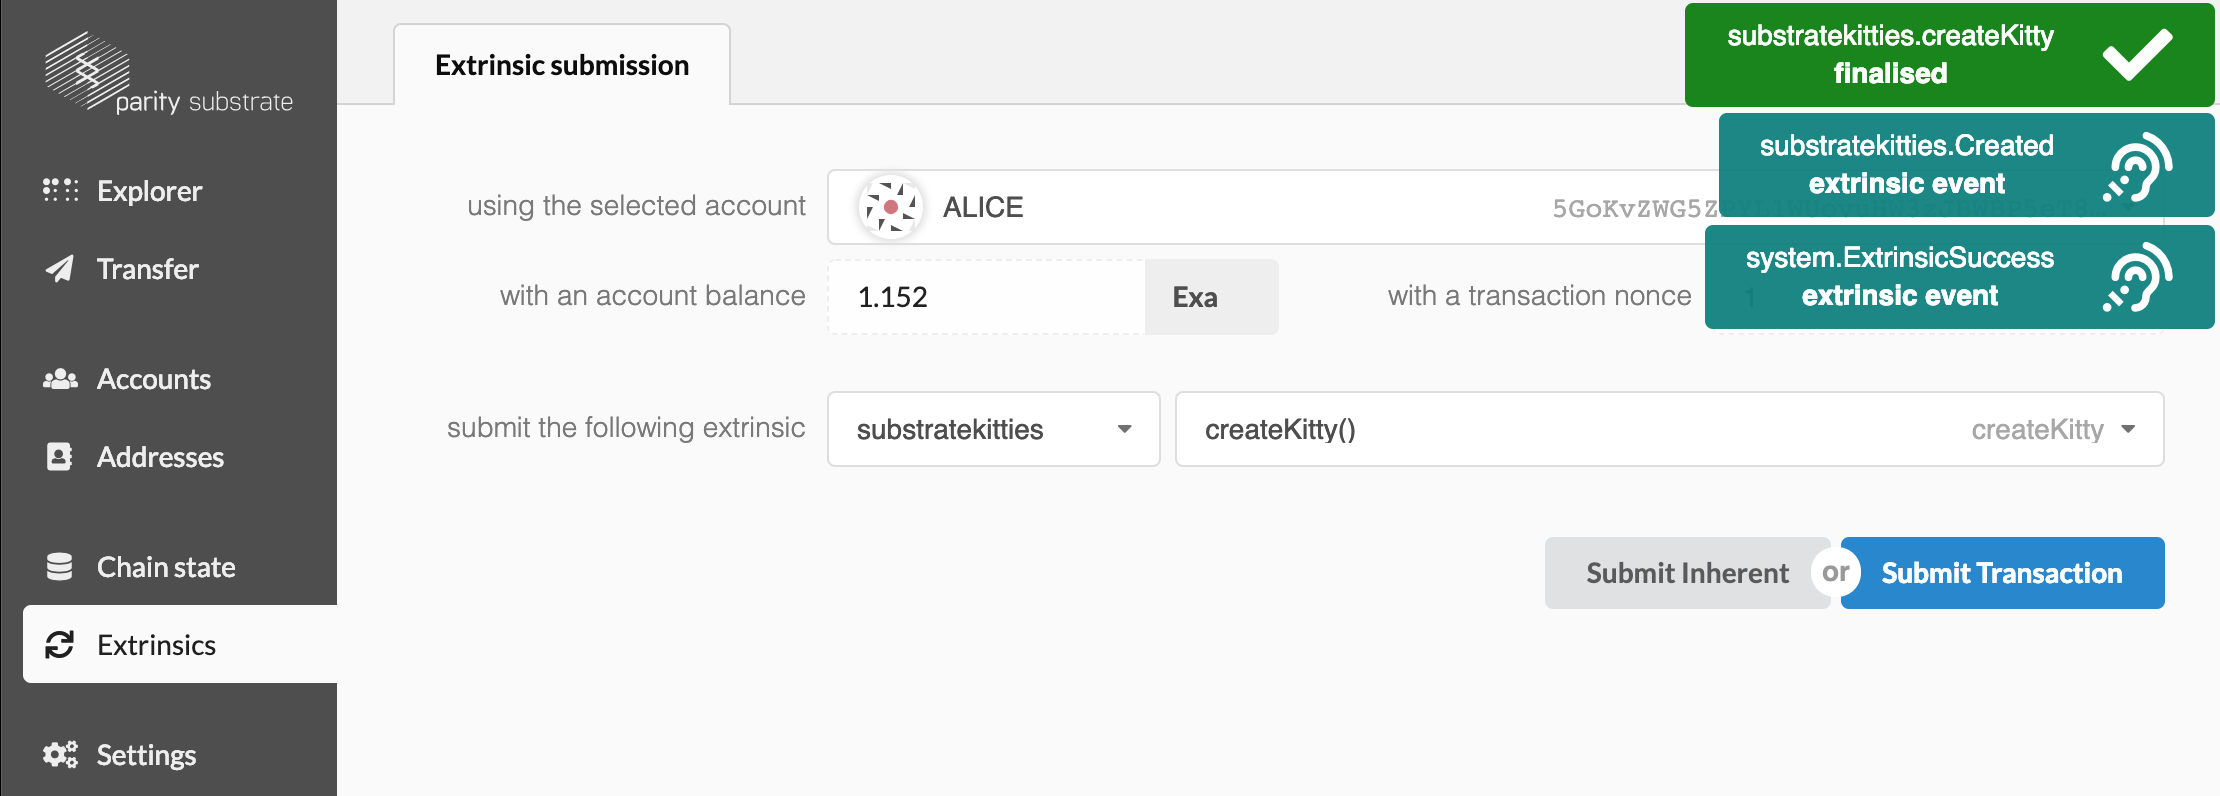 parity substrate
Explorer
Transfer
Accounts
Addresses
Chain state
Extrinsics
Settings
Extrinsic submission
using the selected account
ALICE
with an account balance
1.152
Exa
with a transaction nonce
1
submit the following extrinsic
substratekitties
createKitty()
createKitty
Submit Inherent
or
Submit Transaction
substratekitties.createKitty
finalised
substratekitties.Created
extrinsic event
system.ExtrinsicSuccess
extrinsic event